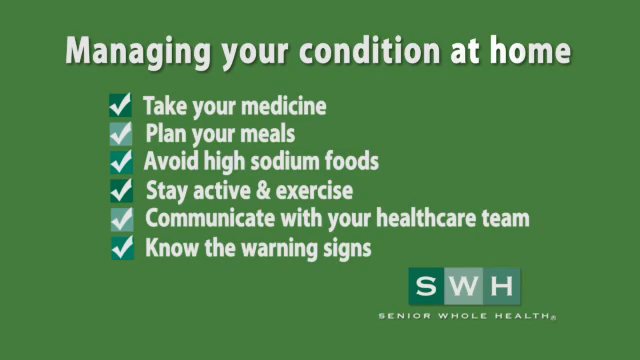 Managing your condition at home
Take your medicine
Plan your meals
Avoid high sodium foods
Stay active & exercise
Communicate with your healthcare team
Know the warning signs
SWH
SENIOR WHOLE HEALTH®